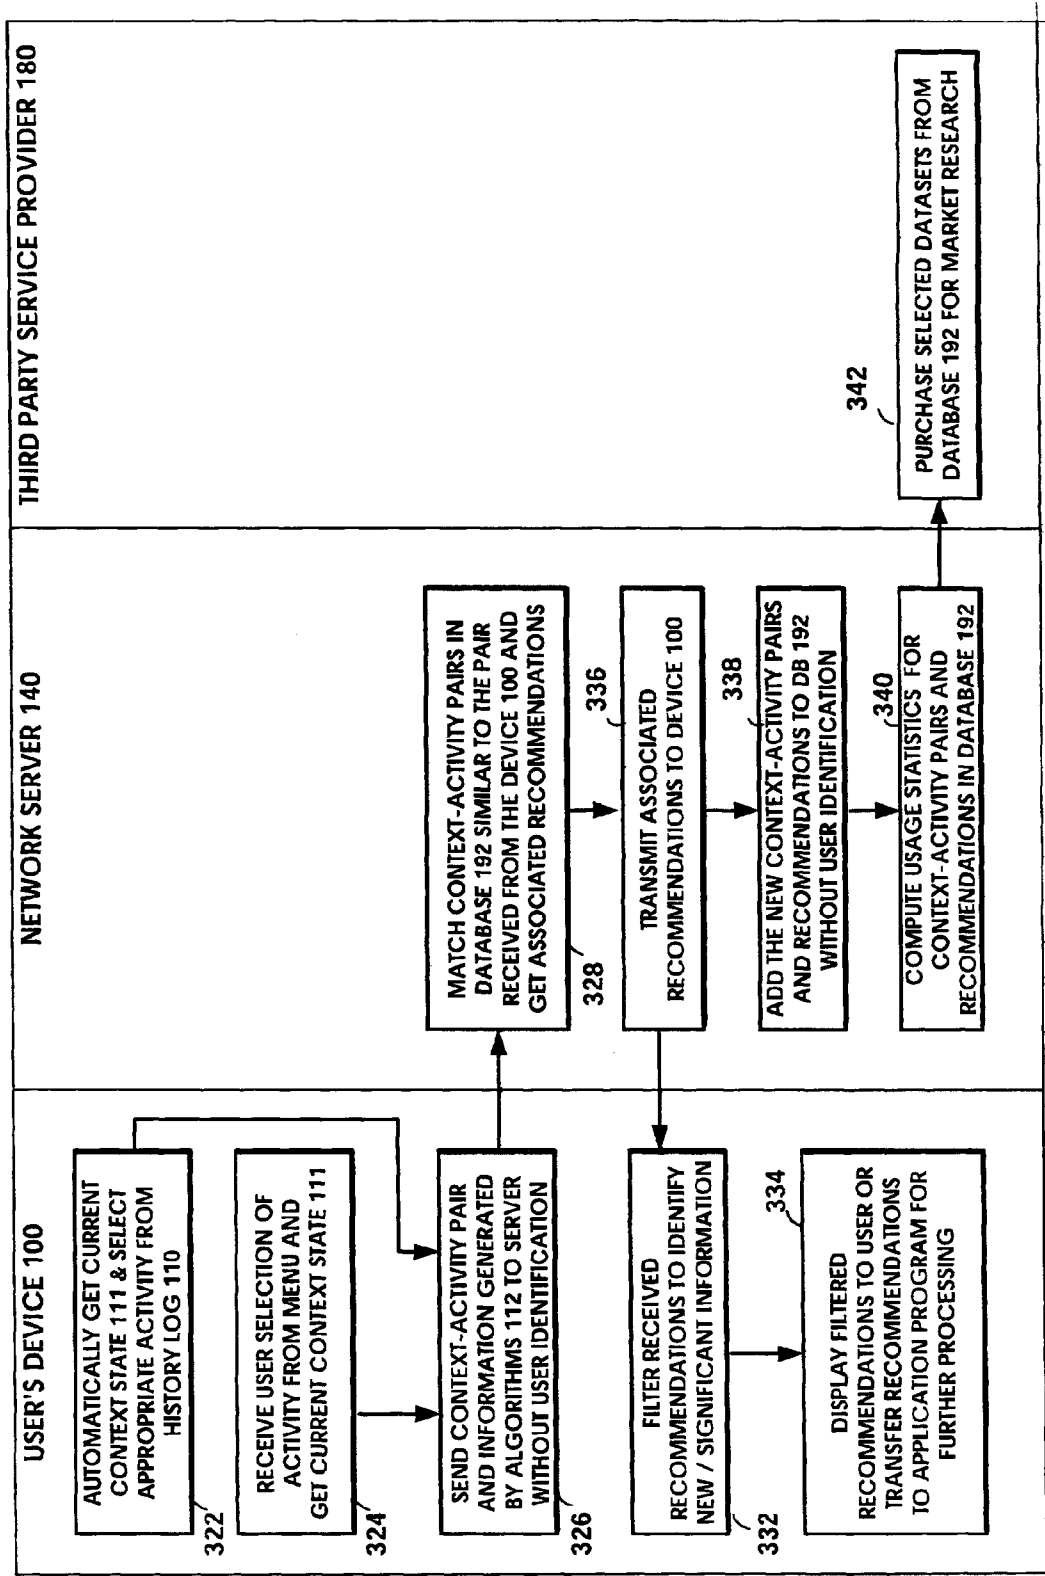 USER'S DEVICE 100
AUTOMATICALLY GET CURRENT
CONTEXT STATE 111 & SELECT
APPROPRIATE ACTIVITY FROM
HISTORY LOG 110
322
RECEIVE USER SELECTION OF
ACTIVITY FROM MENU AND
GET CURRENT CONTEXT STATE 111
324
SEND CONTEXT-ACTIVITY PAIR
AND INFORMATION GENERATED
BY ALGORITHMS 112 TO SERVER
WITHOUT USER IDENTIFICATION
326
FILTER RECEIVED
RECOMMENDATIONS TO IDENTIFY
NEW / SIGNIFICANT INFORMATION
332
334
DISPLAY FILTERED
RECOMMENDATIONS TO USER OR
TRANSFER RECOMMENDATIONS
TO APPLICATION PROGRAM FOR
FURTHER PROCESSING
NETWORK SERVER 140
MATCH CONTEXT-ACTIVITY PAIRS IN
DATABASE 192 SIMILAR TO THE PAIR
RECEIVED FROM THE DEVICE 100 AND
GET ASSOCIATED RECOMMENDATIONS
328
336
TRANSMIT ASSOCIATED
RECOMMENDATIONS TO DEVICE 100
338
ADD THE NEW CONTEXT-ACTIVITY PAIRS
AND RECOMMENDATIONS TO DB 192
WITHOUT USER IDENTIFICATION
340
COMPUTE USAGE STATISTICS FOR
CONTEXT-ACTIVITY PAIRS AND
RECOMMENDATIONS IN DATABASE 192
THIRD PARTY SERVICE PROVIDER 180
342
PURCHASE SELECTED DATASETS FROM
DATABASE 192 FOR MARKET RESEARCH